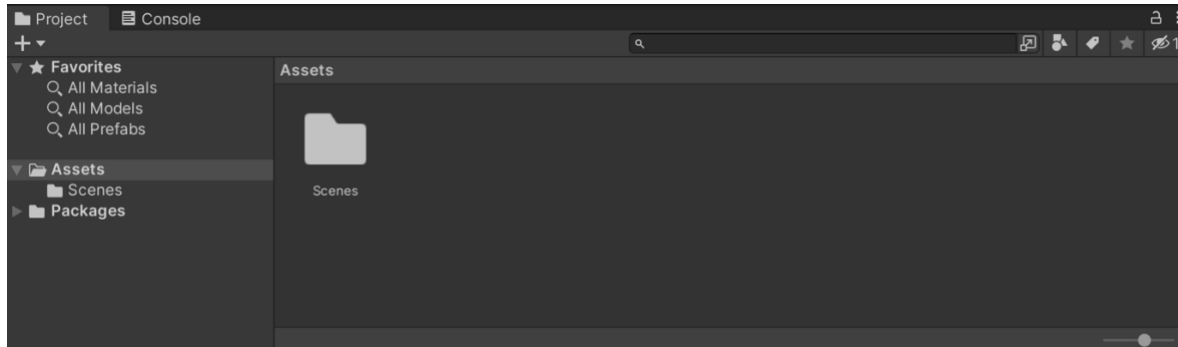 Project Console
Favorites
All Materials
All Models
All Prefabs
Assets
Scenes
Packages
Assets
Scenes